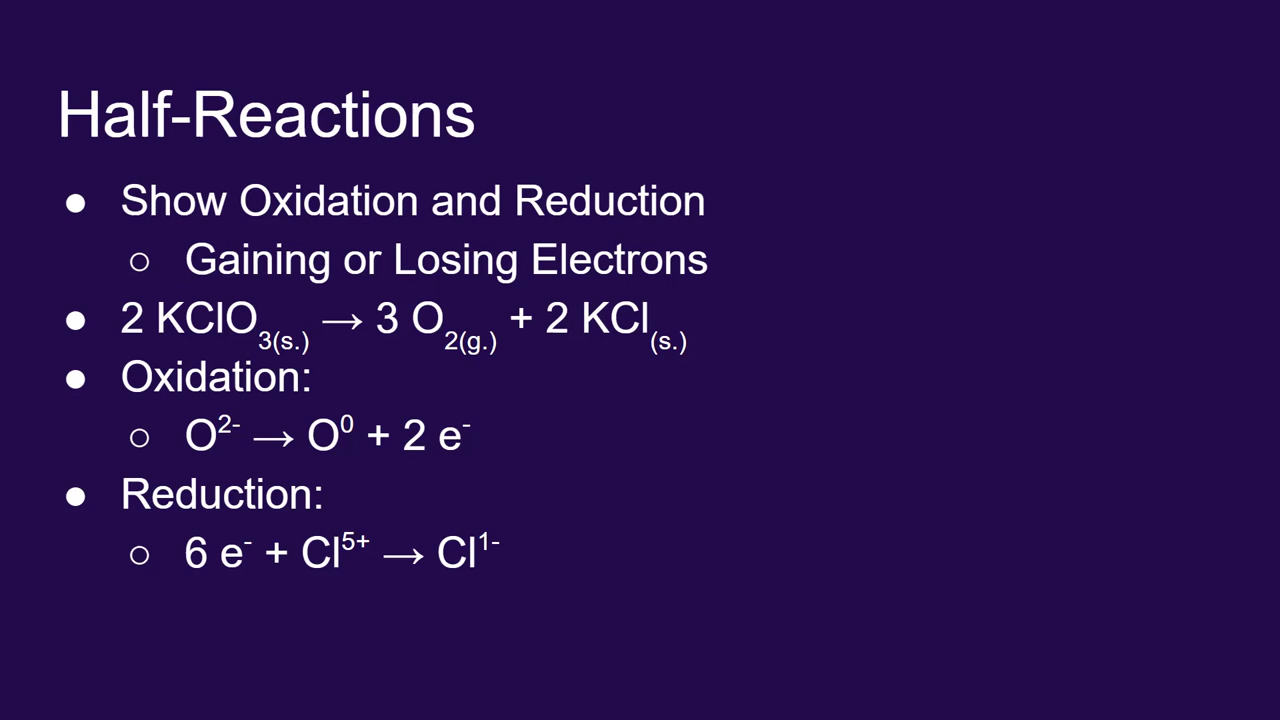 Half-Reactions
● Show Oxidation and Reduction
○ Gaining or Losing Electrons
● 2 KClO₃₍s.₎ → 3 O₂₍g.₎ + 2 KCl₍s.₎
● Oxidation:
○ O²⁻ → O⁰ + 2 e⁻
● Reduction:
○ 6 e⁻ + Cl⁵⁺ → Cl¹⁻